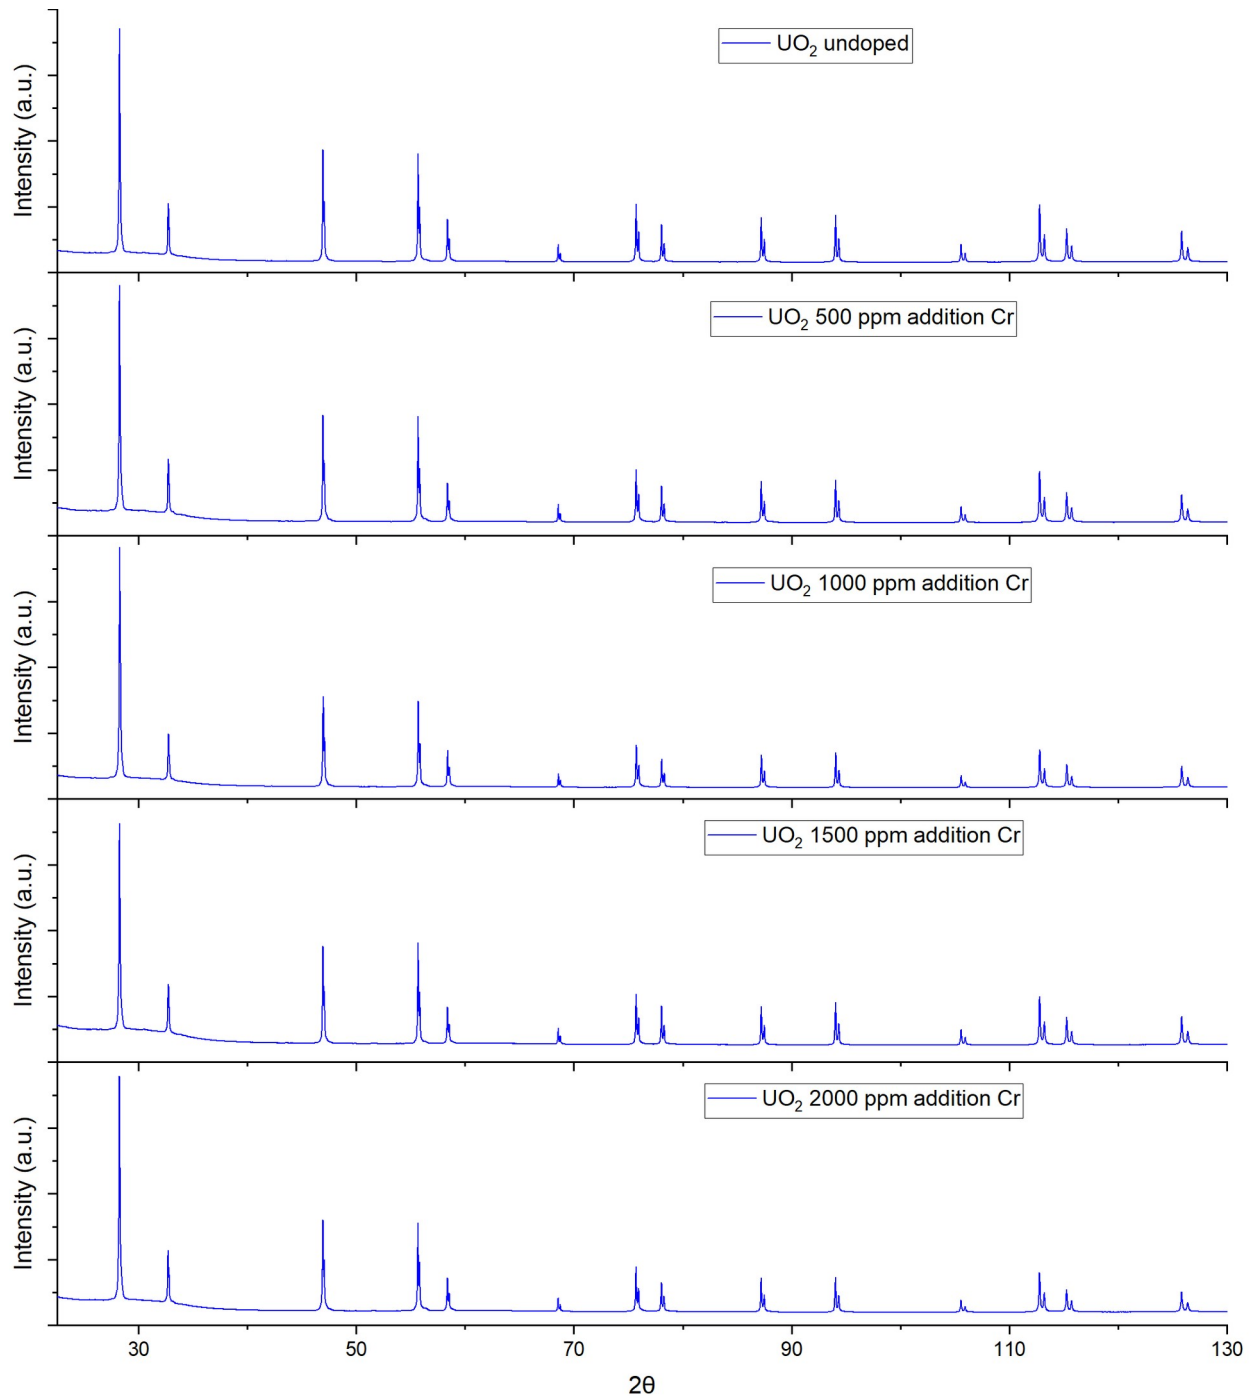 Intensity (a.u.)
UO₂ undoped
Intensity (a.u.)
UO₂ 500 ppm addition Cr
Intensity (a.u.)
UO₂ 1000 ppm addition Cr
Intensity (a.u.)
UO₂ 1500 ppm addition Cr
Intensity (a.u.)
UO₂ 2000 ppm addition Cr
30 50 70 90 110 130
2θ